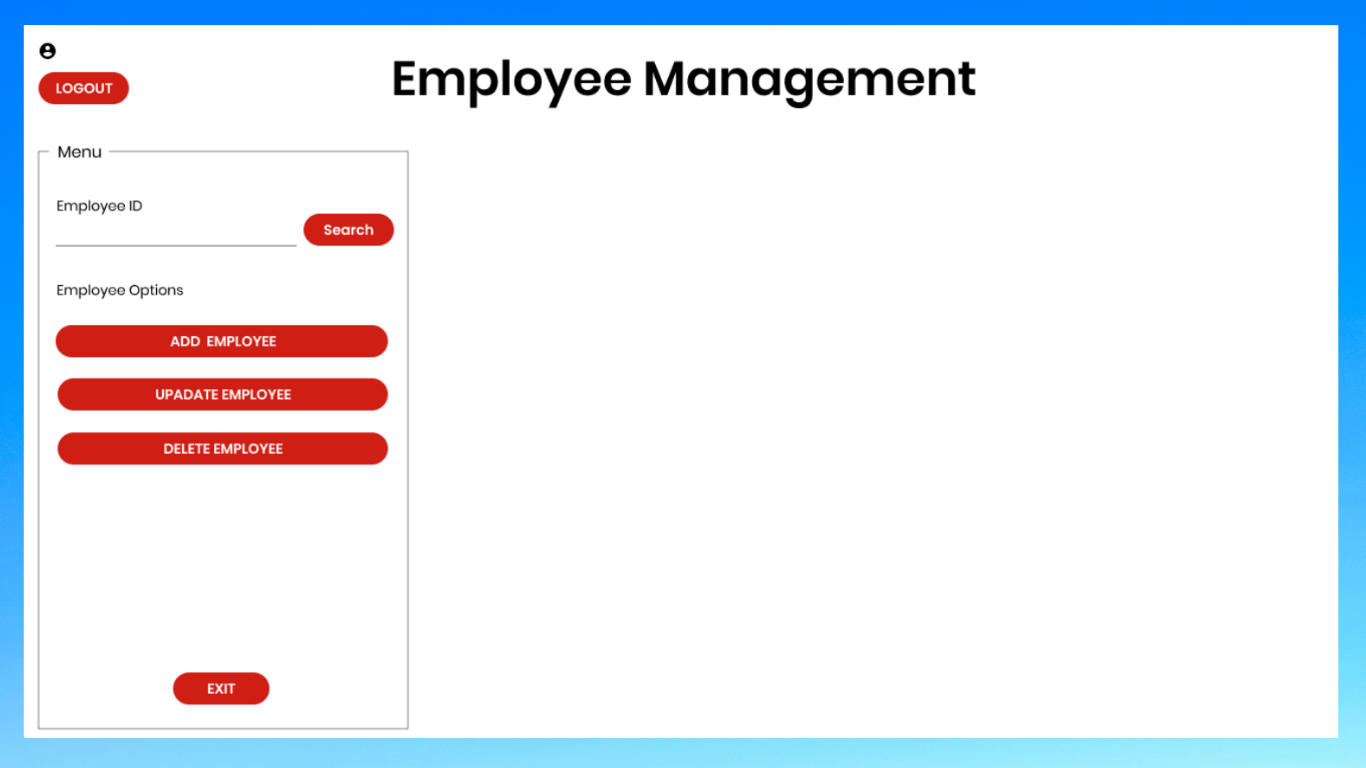 LOGOUT
Employee Management
Menu
Employee ID
Search
Employee Options
ADD  EMPLOYEE
UPADATE EMPLOYEE
DELETE EMPLOYEE
EXIT